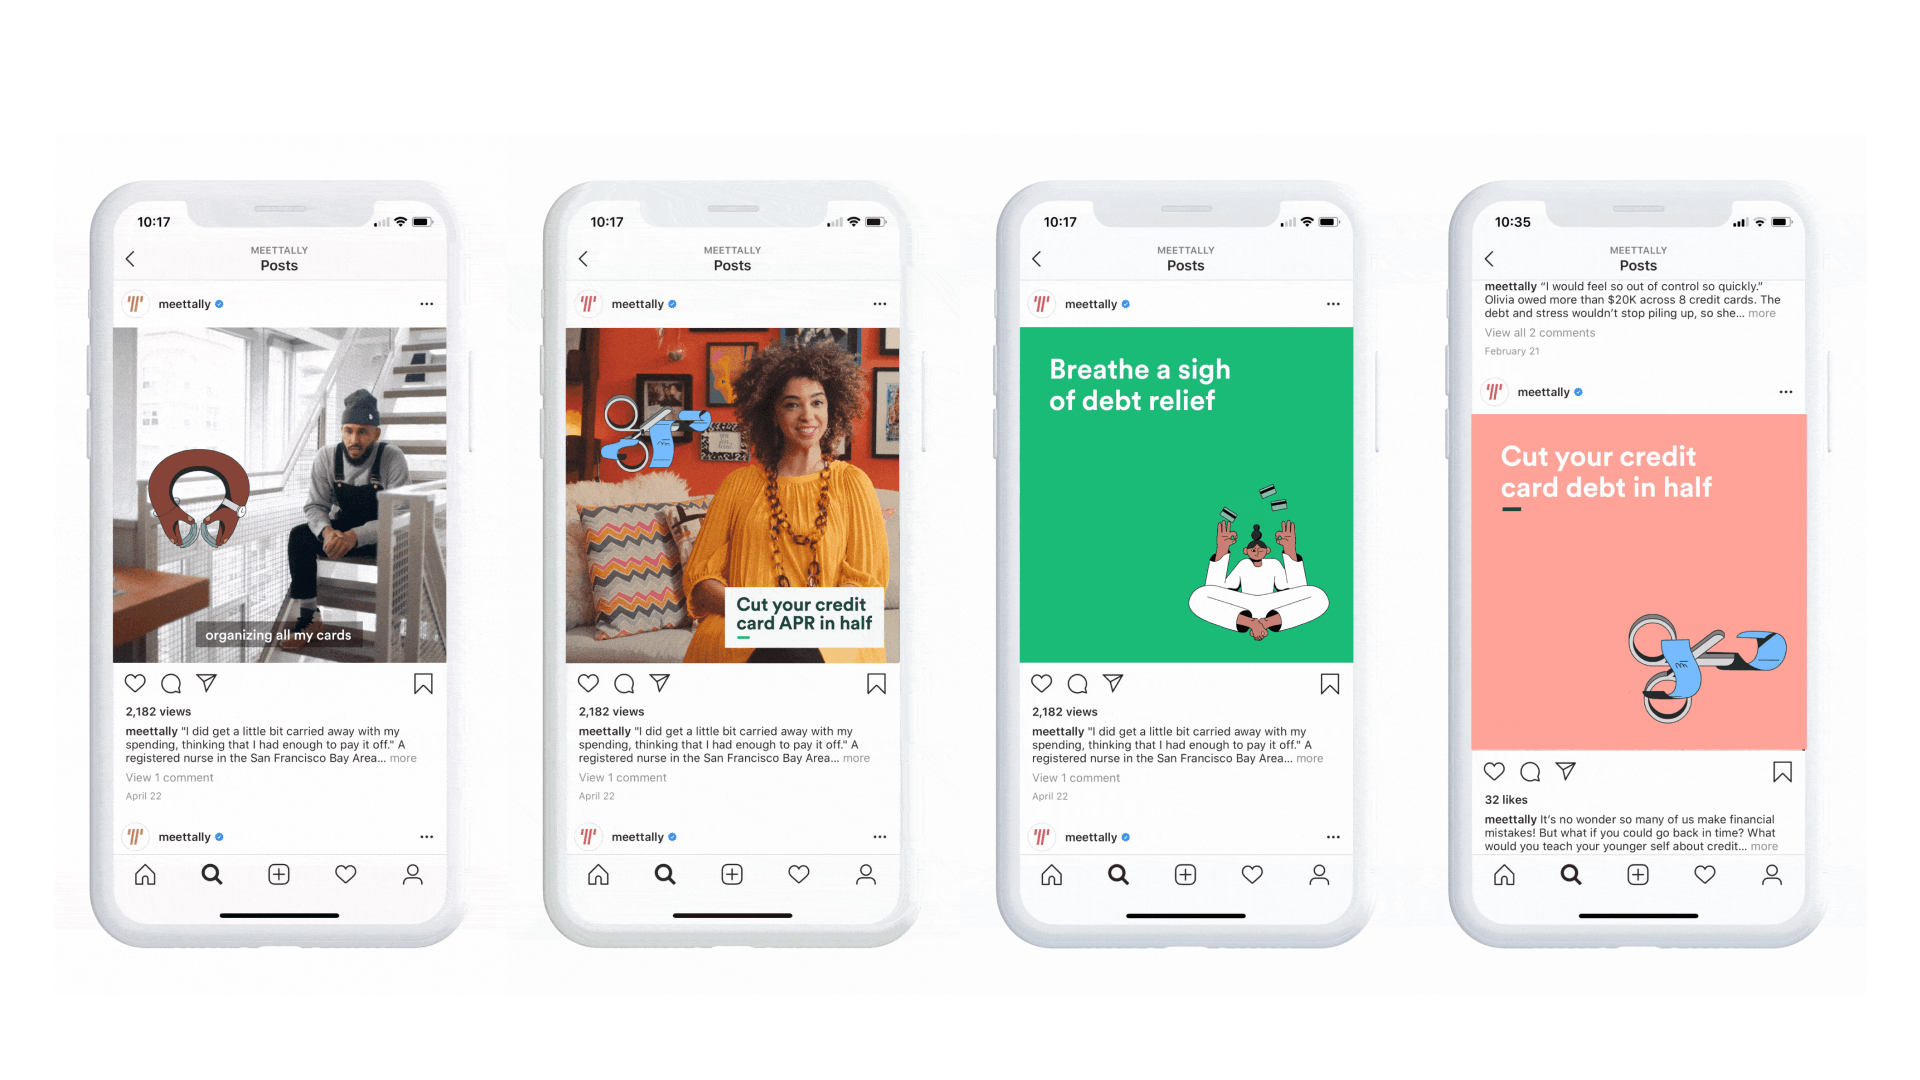 10:17
MEETTALLY
Posts
meettally
organizing all my cards
2,182 views
meettally "I did get a little bit carried away with my
spending, thinking that I had enough to pay it off." A
registered nurse in the San Francisco Bay Area... more
View 1 comment
April 22
meettally
10:17
MEETTALLY
Posts
meettally
Cut your credit
card APR in half
2,182 views
meettally "I did get a little bit carried away with my
spending, thinking that I had enough to pay it off." A
registered nurse in the San Francisco Bay Area... more
View 1 comment
April 22
meettally
10:17
MEETTALLY
Posts
meettally
Breathe a sigh
of debt relief
2,182 views
meettally "I did get a little bit carried away with my
spending, thinking that I had enough to pay it off." A
registered nurse in the San Francisco Bay Area... more
View 1 comment
April 22
meettally
10:35
MEETTALLY
Posts
meettally “I would feel so out of control so quickly.”
Olivia owed more than $20K across 8 credit cards. The
debt and stress wouldn’t stop piling up, so she... more
View all 2 comments
February 21
meettally
Cut your credit
card debt in half
32 likes
meettally It’s no wonder so many of us make financial
mistakes! But what if you could go back in time? What
would you teach your younger self about credit... more